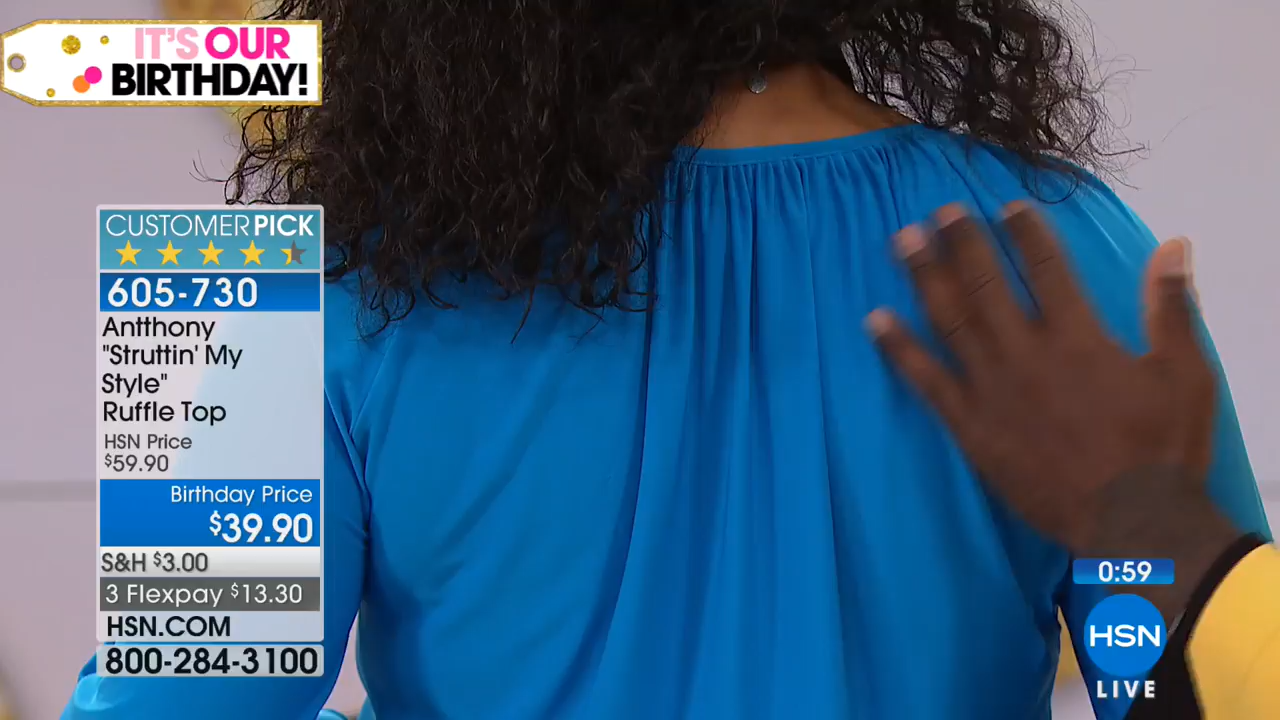 IT'S OUR
BIRTHDAY!
CUSTOMER PICK
605-730
Antthony
"Struttin' My
Style"
Ruffle Top
HSN Price
$59.90
Birthday Price
$39.90
S&H $3.00
3 Flexpay $13.30
HSN.COM
800-284-3100
0:59
HSN
LIVE